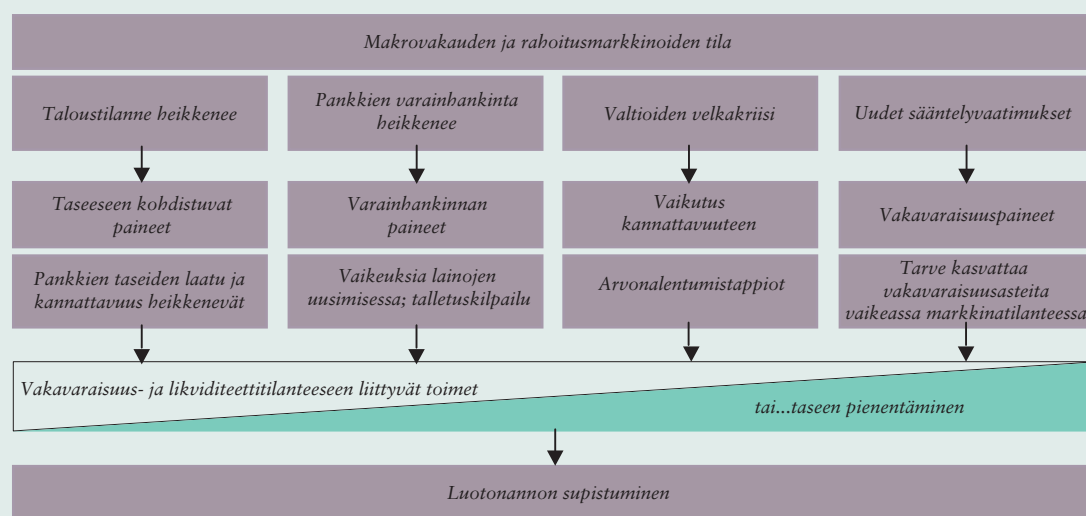 Makrovakauden ja rahoitusmarkkinoiden tila
Taloustilanne heikkenee
Pankkien varainhankinta
heikkenee
Valtioiden velkakriisi
Uudet sääntelyvaatimukset
Taseeseen kohdistuvat
paineet
Varainhankinnan
paineet
Vaikutus
kannattavuuteen
Vakavaraisuuspaineet
Pankkien taseiden laatu ja
kannattavuus heikkenevät
Vaikeuksia lainojen
uusimisessa; talletuskilpailu
Arvonalentumistappiot
Tarve kasvattaa
vakavaraisuusasteita
vaikeassa markkinatilanteessa
Vakavaraisuus- ja likviditeettitilanteeseen liittyvät toimet
tai...taseen pienentäminen
Luotonannon supistuminen